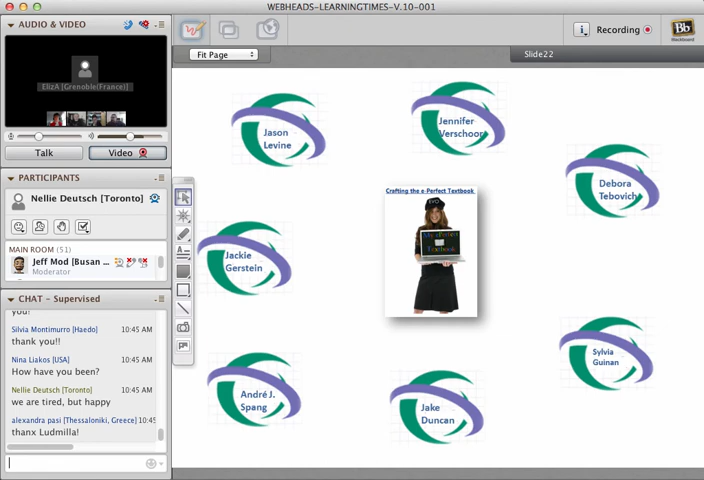 WEBHEADS-LEARNINGTIMES-V.10-001
AUDIO & VIDEO
ElizA [Grenoble(France)]
Talk
Video
PARTICIPANTS
Nellie Deutsch [Toronto]
MAIN ROOM (51)
Jeff Mod [Busan ...
Moderator
CHAT - Supervised
you!
Silvia Montimurro [Haedo] 10:45 AM
thank you!!
Nina Liakos [USA] 10:45 AM
How have you been?
Nellie Deutsch [Toronto] 10:45 AM
we are tired, but happy
alexandra pasi [Thessaloniki, Greece] 10:45
thanx Ludmilla!
Recording
Bb
Fit Page
Slide22
Jason
Levine
Jennifer
Verschoor
Debora
Tebovich
Crafting the e-Perfect Textbook
EVO
My ePerfect
Textbook
Jackie
Gerstein
Sylvia
Guinan
André J.
Spang
Jake
Duncan